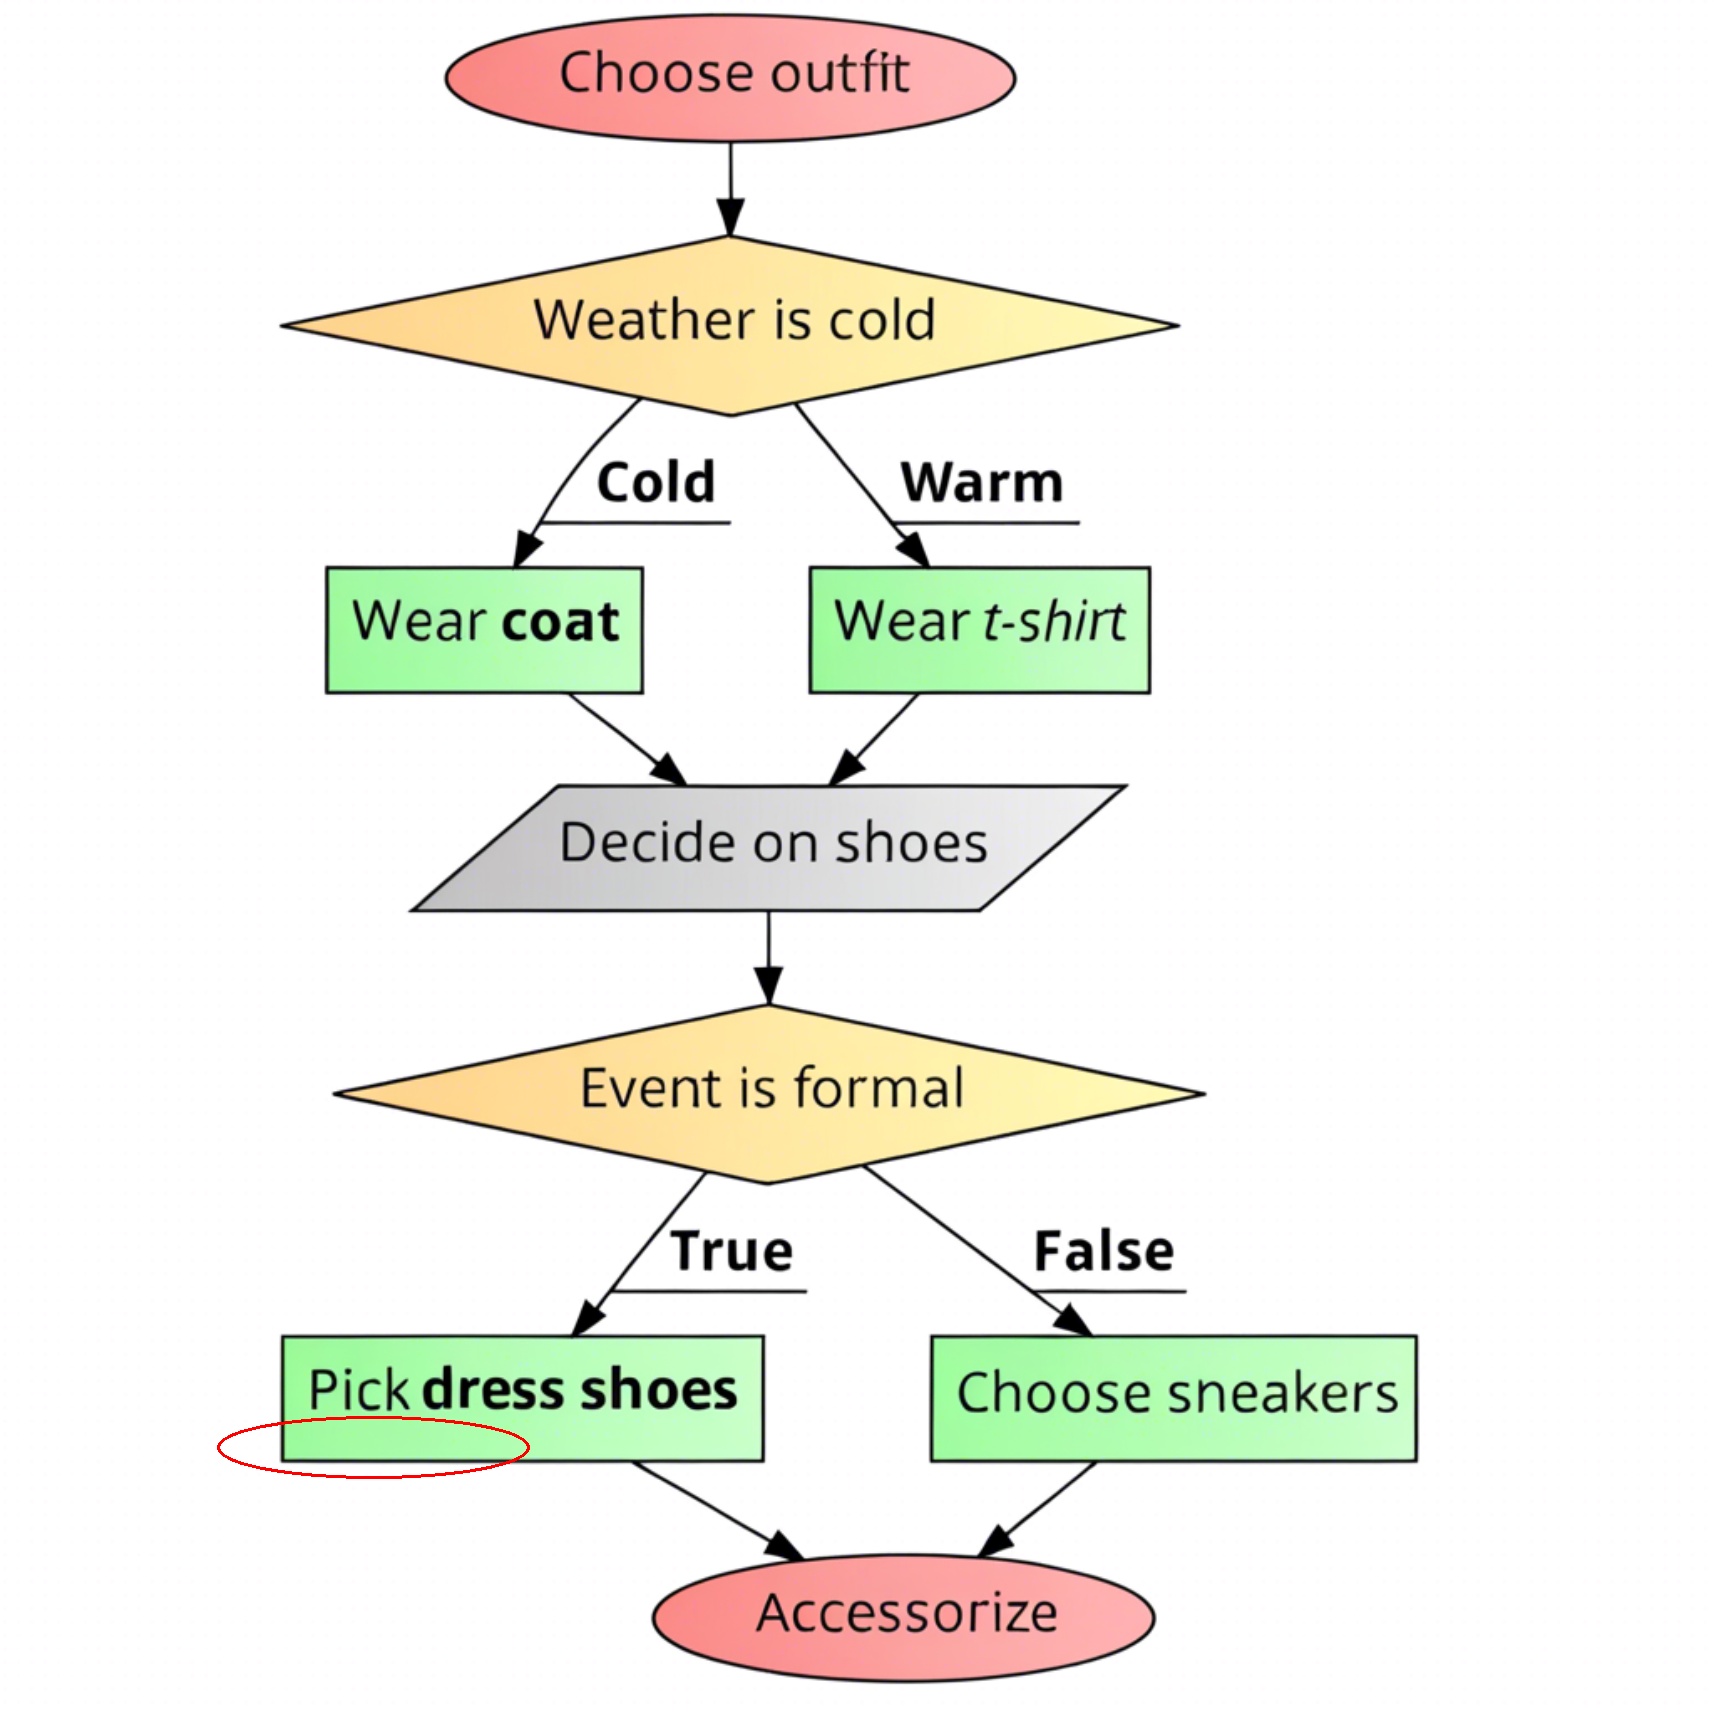 Choose outfit
Weather is cold
Cold
Warm
Wear coat
Wear t-shirt
Decide on shoes
Event is formal
True
False
Pick dress shoes
Choose sneakers
Accessorize